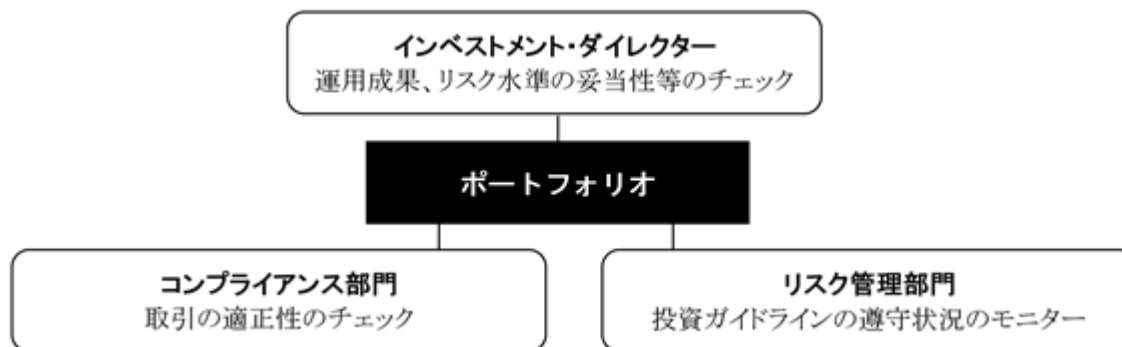 インベストメント・ダイレクター
運用成果、リスク水準の妥当性等のチェック
ポートフォリオ
コンプライアンス部門
取引の適正性のチェック
リスク管理部門
投資ガイドラインの遵守状況のモニター